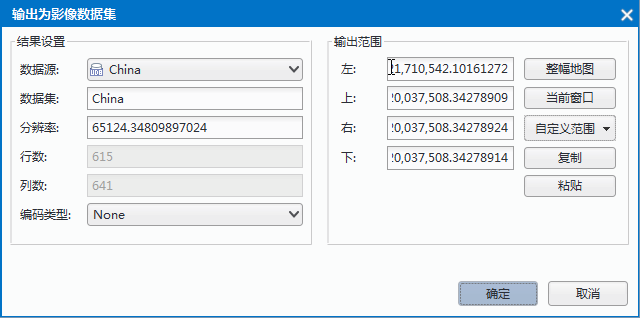 输出为影像数据集
结果设置
数据源: China
数据集: China
分辨率: 65124.34809897024
行数: 615
列数: 641
编码类型: None
输出范围
左: 1,710,542.10161272 整幅地图
上: 0,037,508.34278909 当前窗口
右: 0,037,508.34278924 自定义范围
下: 0,037,508.34278914 复制
粘贴
确定 取消